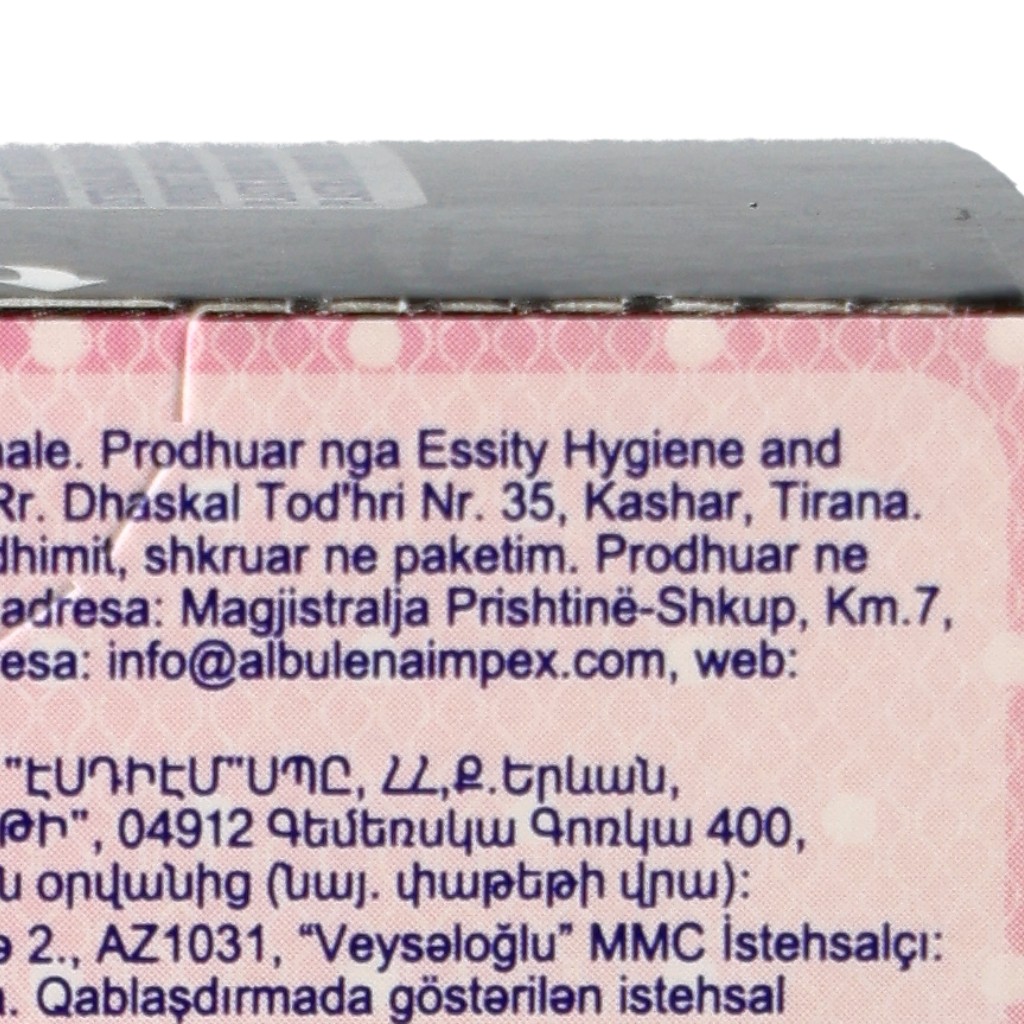 nale. Prodhuar nga Essity Hygiene and
Rr. Dhaskal Tod'hri Nr. 35, Kashar, Tirana.
dhimit, shkruar ne paketim. Prodhuar ne
adresa: Magjistralja Prishtinë-Shkup, Km.7,
esa: info@albulenaimpex.com, web:
"ԷՍԴԻԷՄ"ՍՊԸ, ՀՀ,Ք.Երևան,
ԹԻ", 04912 Գեմեռսկա Գոռկա 400,
ն օրվանից (նայ. փաթեթի վրա):
ə 2., AZ1031, “Veysəloğlu” MMC İstehsalçı:
Qablaşdırmada göstərilən istehsal